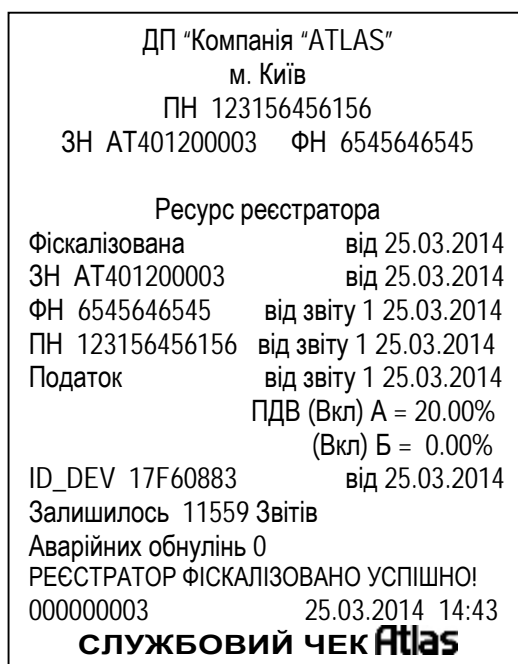 ДП “Компанія “ATLAS”
м. Київ
ПН 123156456156
ЗН АТ401200003 ФН 6545646545
Ресурс реєстратора
Фіскалізована від 25.03.2014
ЗН АТ401200003 від 25.03.2014
ФН 6545646545 від звіту 1 25.03.2014
ПН 123156456156 від звіту 1 25.03.2014
Податок від звіту 1 25.03.2014
ПДВ (Вкл) А = 20.00%
(Вкл) Б = 0.00%
ID_DEV 17F60883 від 25.03.2014
Залишилось 11559 Звітів
Аварійних обнулінь 0
РЕЄСТРАТОР ФІСКАЛІЗОВАНО УСПІШНО!
000000003 25.03.2014 14:43
СЛУЖБОВИЙ ЧЕК Atlas